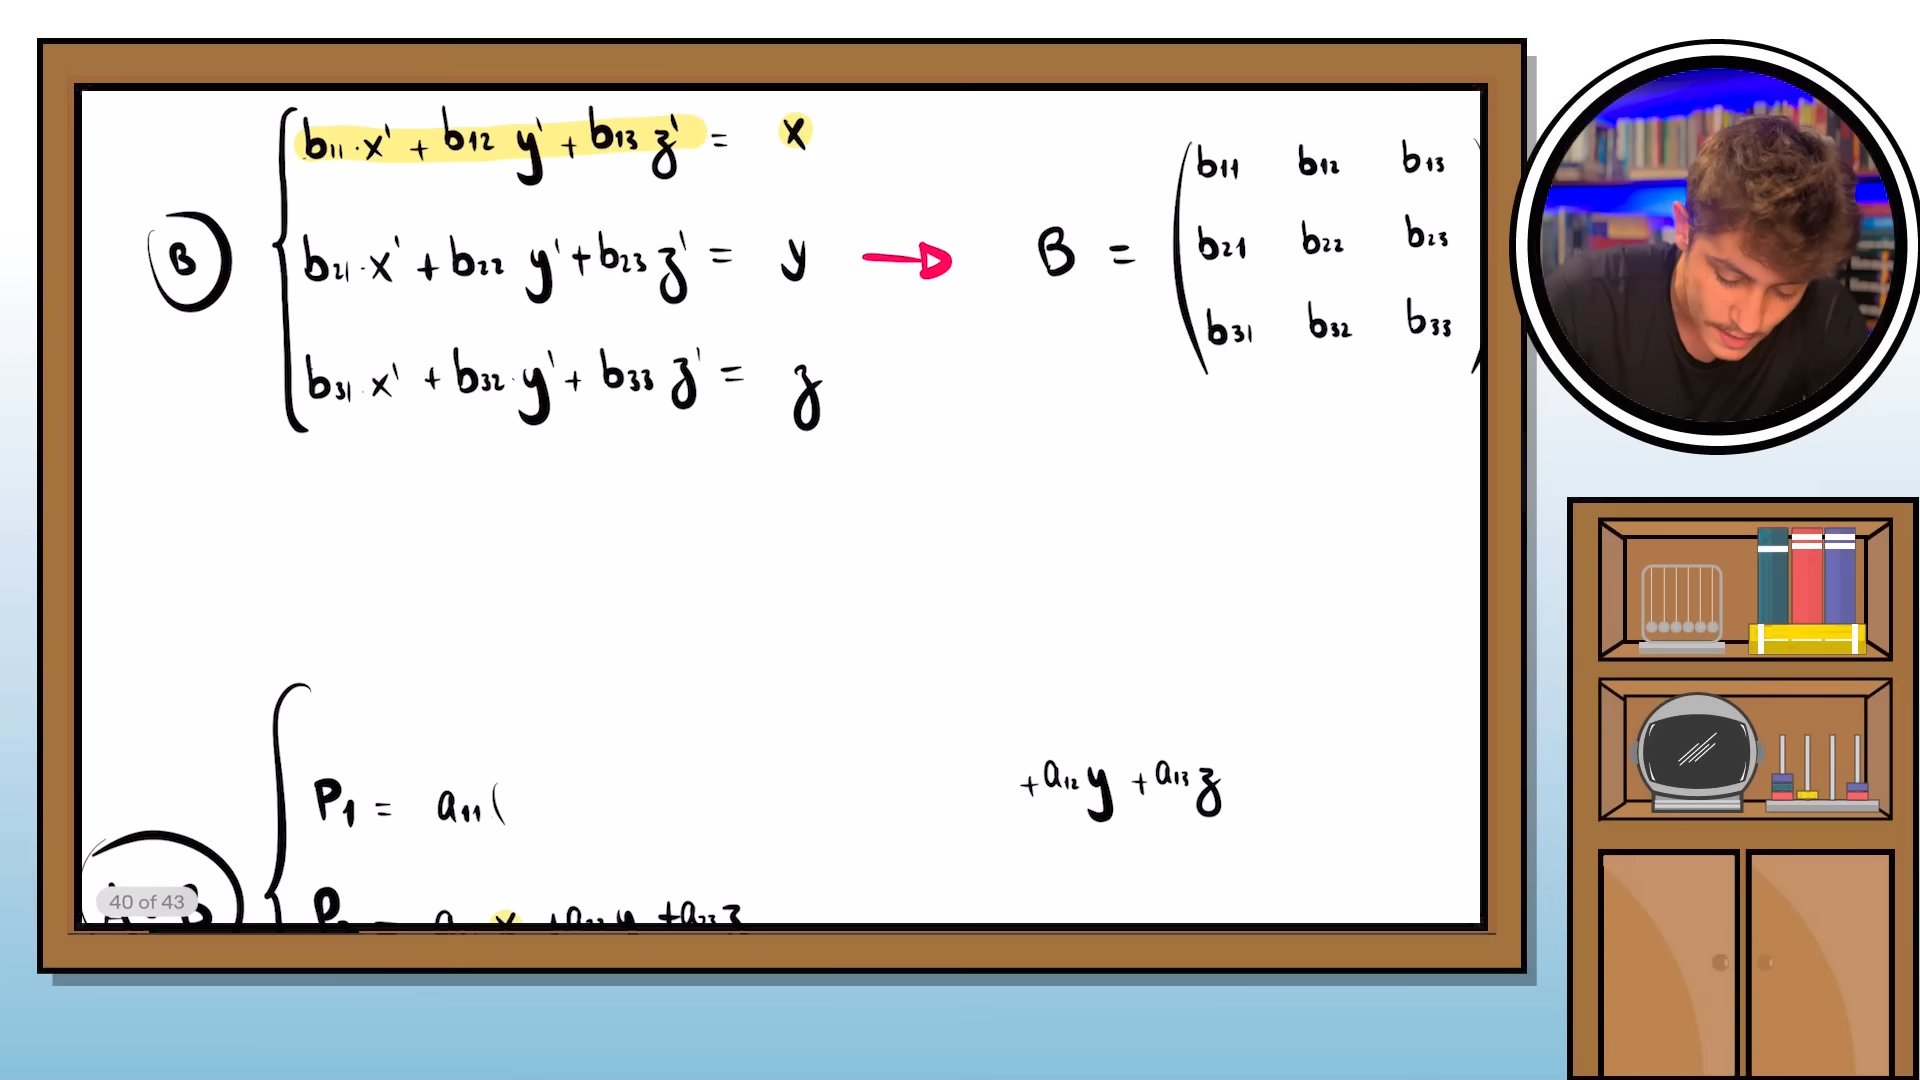 b11·x' + b12 y' + b13 z' = x
B
b21·x' + b22 y' + b23 z' = y
b31·x' + b32·y' + b33 z' = z
B = ( b11 b12 b13
b21 b22 b23
b31 b32 b33 )
P1 = a11( +a12 y +a13 z
40 of 43